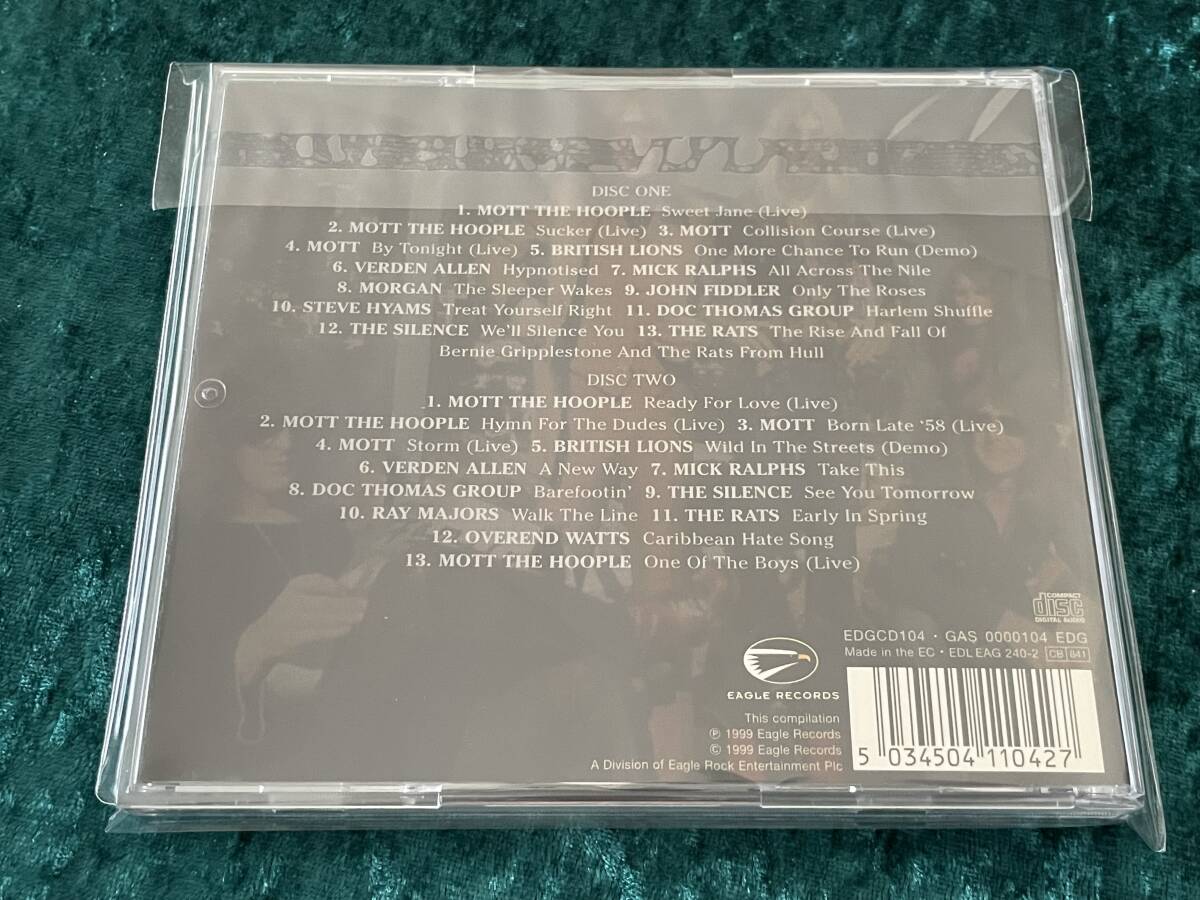 DISC ONE
1. MOTT THE HOOPLE Sweet Jane (Live)
2. MOTT THE HOOPLE Sucker (Live) 3. MOTT Collision Course (Live)
4. MOTT By Tonight (Live) 5. BRITISH LIONS One More Chance To Run (Demo)
6. VERDEN ALLEN Hypnotised 7. MICK RALPHS All Across The Nile
8. MORGAN The Sleeper Wakes 9. JOHN FIDDLER Only The Roses
10. STEVE HYAMS Treat Yourself Right 11. DOC THOMAS GROUP Harlem Shuffle
12. THE SILENCE We'll Silence You 13. THE RATS The Rise And Fall Of
Bernie Gripplestone And The Rats From Hull
DISC TWO
1. MOTT THE HOOPLE Ready For Love (Live)
2. MOTT THE HOOPLE Hymn For The Dudes (Live) 3. MOTT Born Late '58 (Live)
4. MOTT Storm (Live) 5. BRITISH LIONS Wild In The Streets (Demo)
6. VERDEN ALLEN A New Way 7. MICK RALPHS Take This
8. DOC THOMAS GROUP Barefootin' 9. THE SILENCE See You Tomorrow
10. RAY MAJORS Walk The Line 11. THE RATS Early In Spring
12. OVEREND WATTS Caribbean Hate Song
13. MOTT THE HOOPLE One Of The Boys (Live)
COMPACT
disc
DIGITAL AUDIO
EDGCD104 · GAS 0000104 EDG
Made in the EC · EDL EAG 240-2 CB 841
EAGLE RECORDS
This compilation
℗ 1999 Eagle Records
© 1999 Eagle Records
A Division of Eagle Rock Entertainment Plc
5 034504 110427